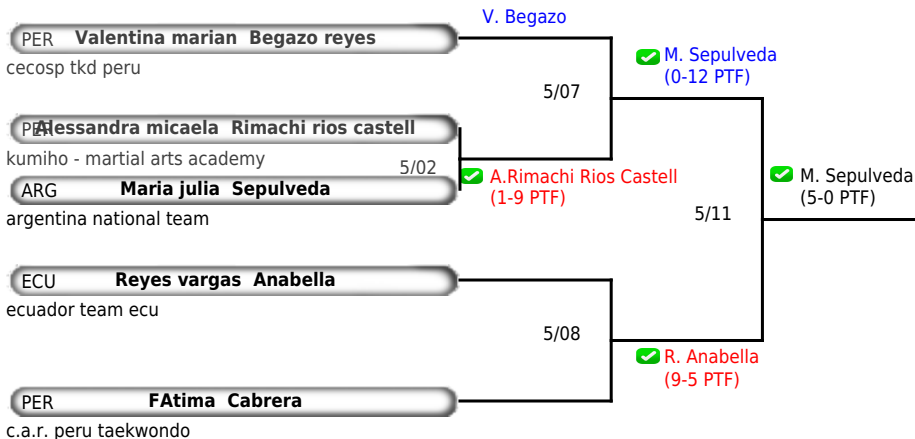 V. Begazo
PER Valentina marian Begazo reyes
cecosp tkd peru
M. Sepulveda
(0-12 PTF)
5/07
PER Alessandra micaela Rimachi rios castell
kumiho - martial arts academy
5/02
A.Rimachi Rios Castell
(1-9 PTF)
ARG Maria julia Sepulveda
argentina national team
M. Sepulveda
(5-0 PTF)
5/11
ECU Reyes vargas Anabella
ecuador team ecu
5/08
R. Anabella
(9-5 PTF)
PER FAtima Cabrera
c.a.r. peru taekwondo